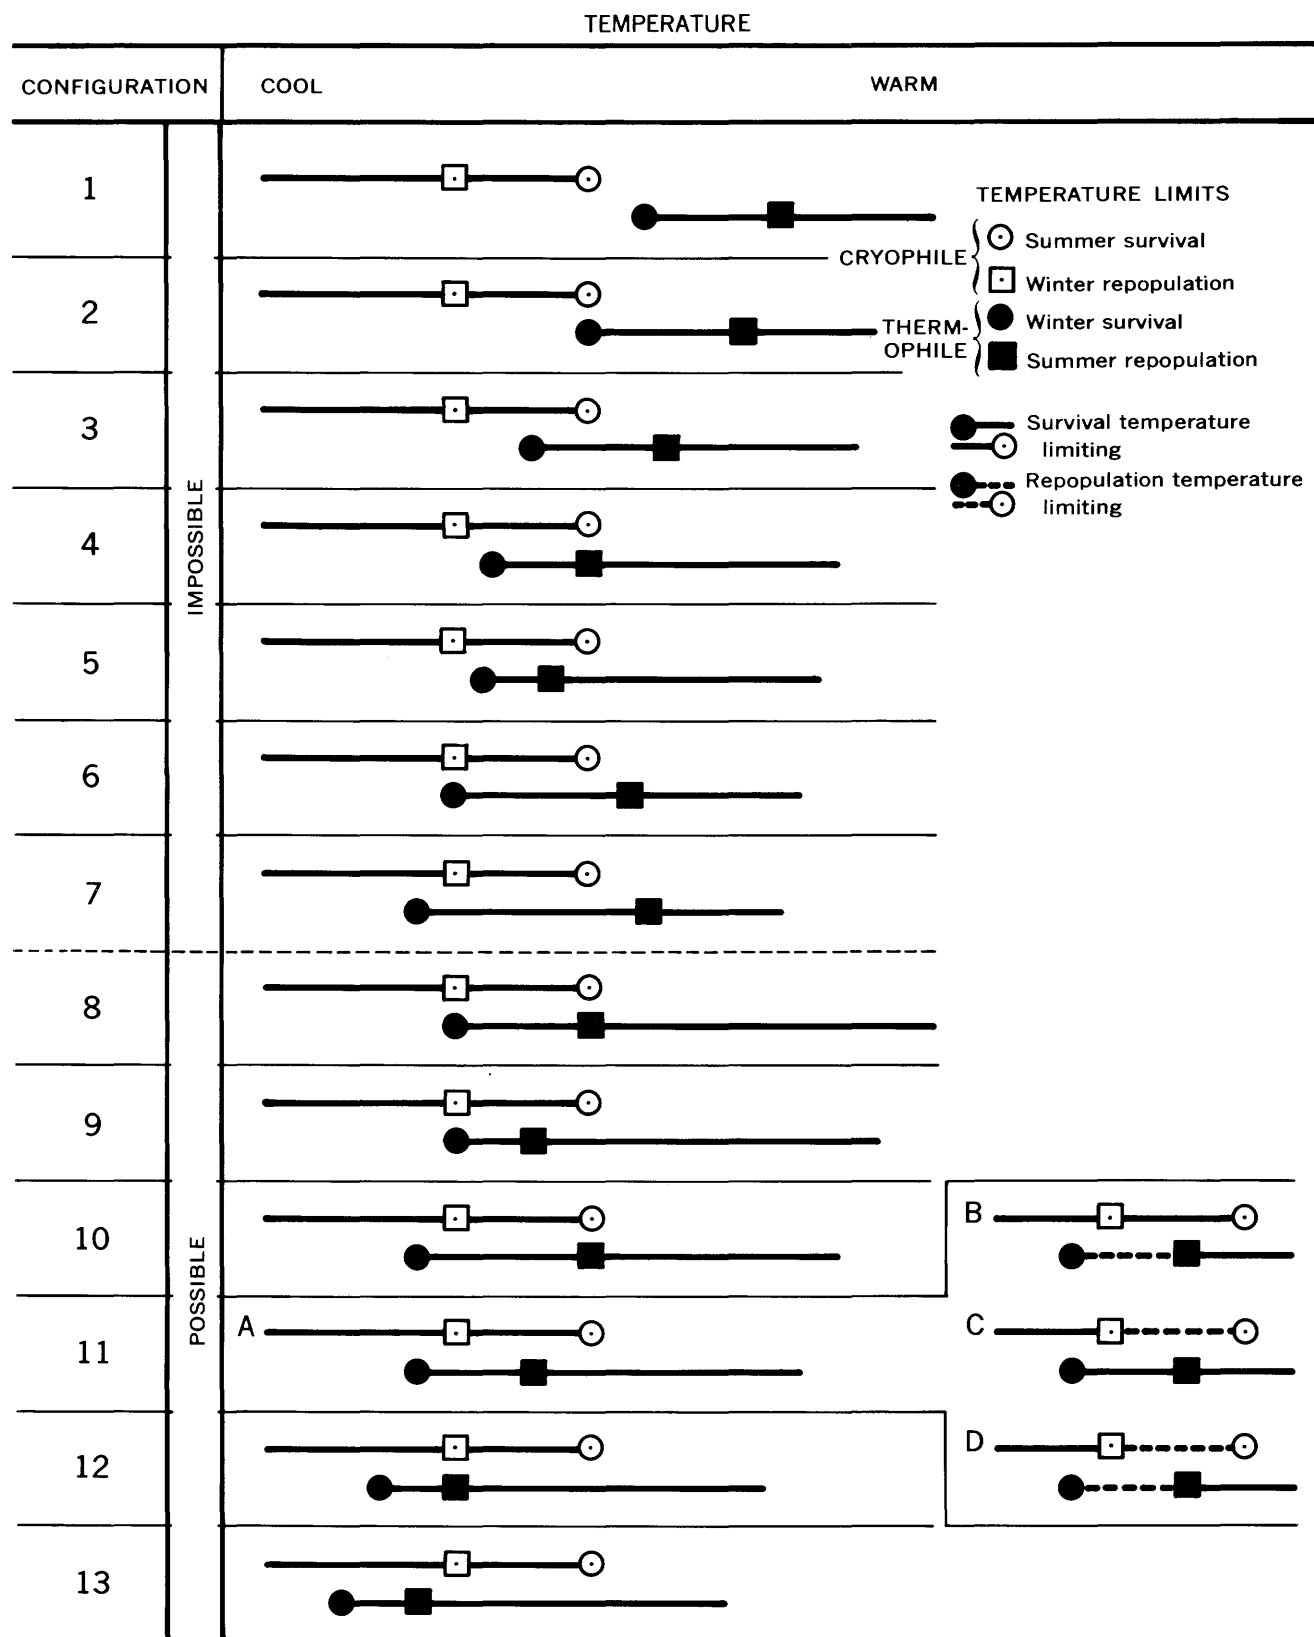 TEMPERATURE
CONFIGURATION
COOL
WARM
1
2
3
4
5
6
7
8
9
10
11
12
13
IMPOSSIBLE
POSSIBLE
TEMPERATURE LIMITS
CRYOPHILE
Summer survival
Winter repopulation
THERM-
OPHILE
Winter survival
Summer repopulation
Survival temperature
limiting
Repopulation temperature
limiting
A
B
C
D